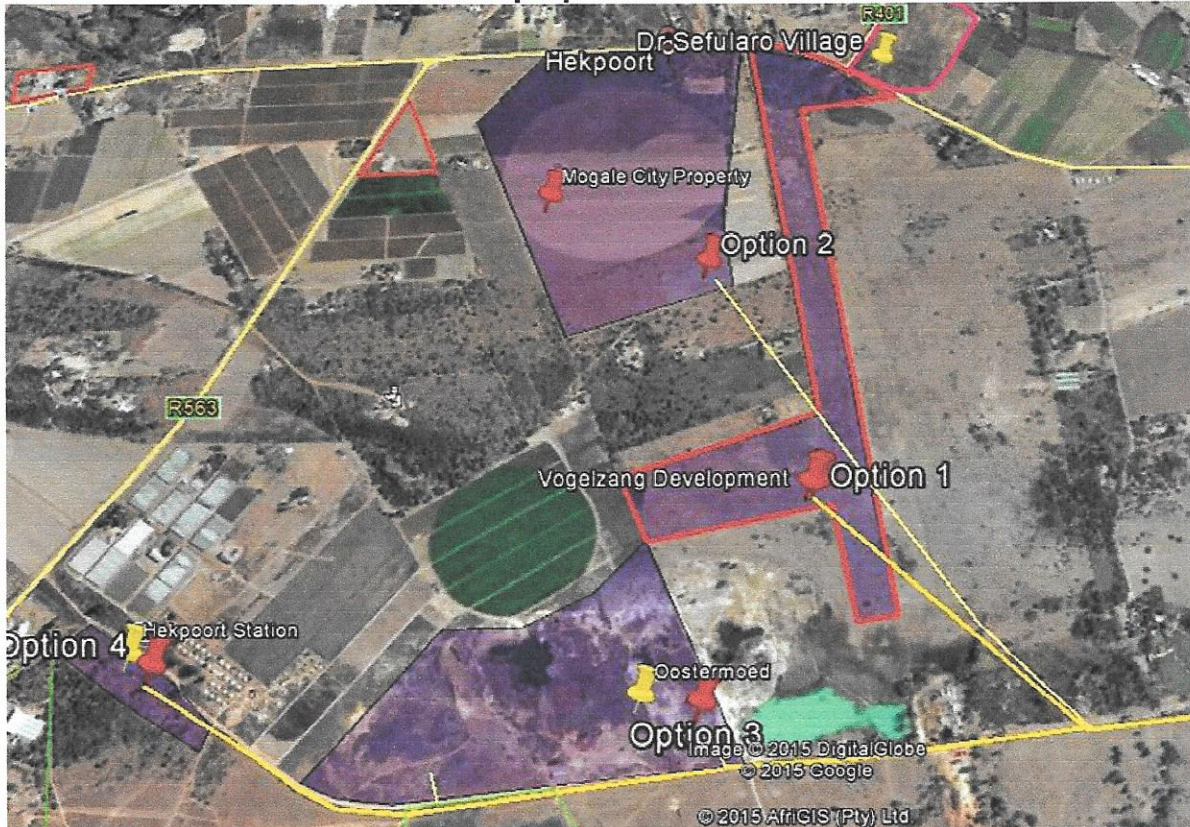 R401
Dr Sefularo Village
Hekpoort
Mogale City Property
Option 2
R563
Vogelzang Development
Option 1
Hekpoort Station
Option 4
Oostermoed
Option 3
Image © 2015 DigitalGlobe
© 2015 Google
© 2015 AfriGIS (Pty) Ltd.